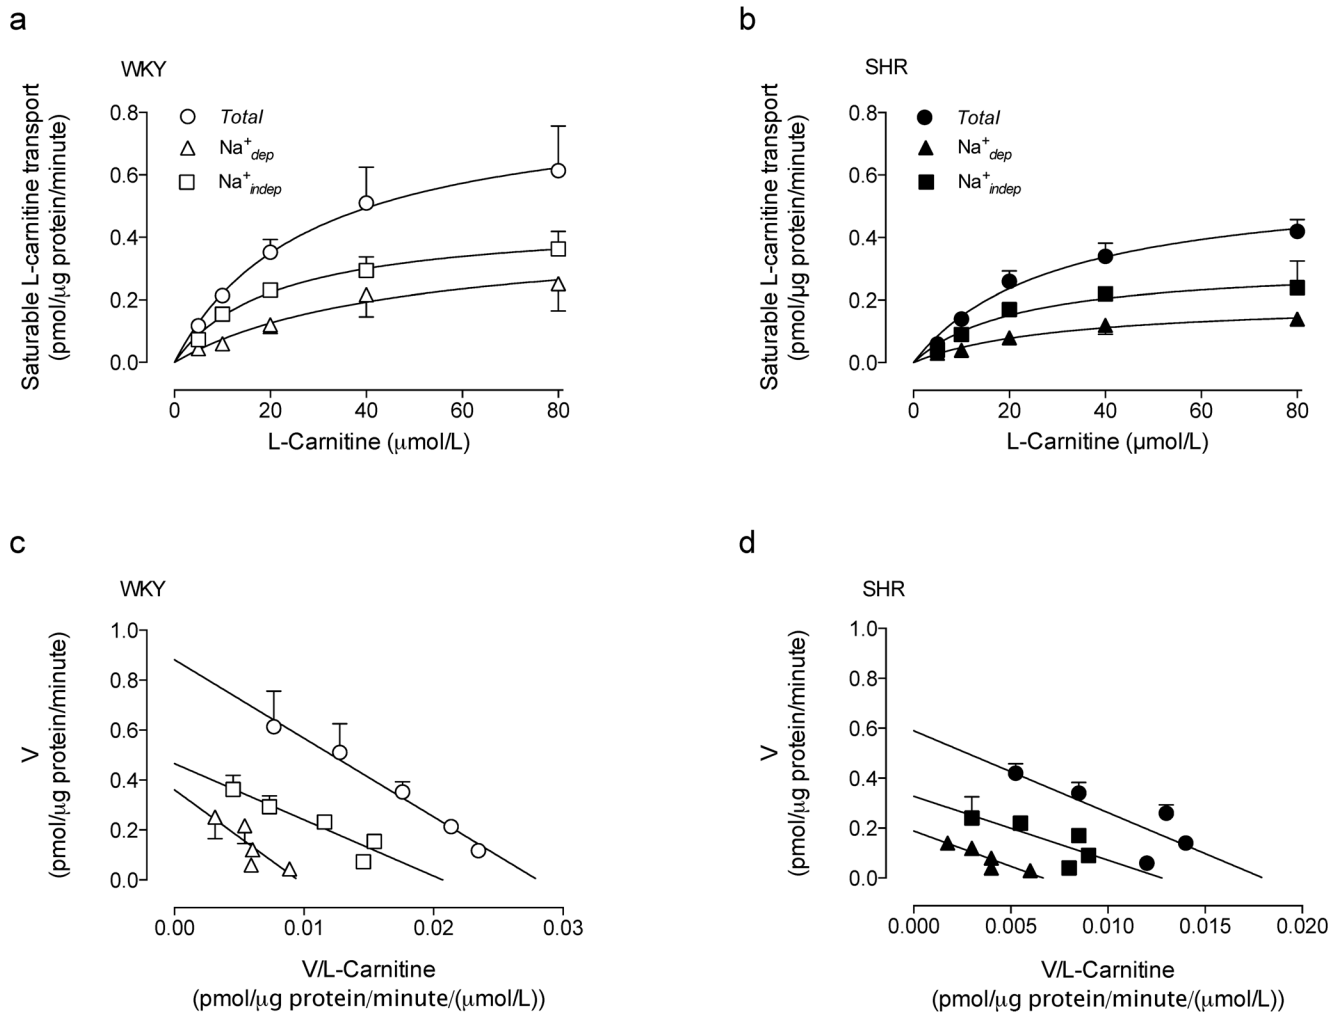 a
WKY
Saturable L-carnitine transport
(pmol/μg protein/minute)
0.8
0.6
0.4
0.2
0.0
Total
Na+dep
Na+indep
0 20 40 60 80
L-Carnitine (μmol/L)
b
SHR
Saturable L-carnitine transport
(pmol/μg protein/minute)
0.8
0.6
0.4
0.2
0.0
Total
Na+dep
Na+indep
0 20 40 60 80
L-Carnitine (μmol/L)
c
WKY
V
(pmol/μg protein/minute)
1.0
0.8
0.6
0.4
0.2
0.0
0.00 0.01 0.02 0.03
V/L-Carnitine
(pmol/μg protein/minute/(μmol/L))
d
SHR
V
(pmol/μg protein/minute)
1.0
0.8
0.6
0.4
0.2
0.0
0.000 0.005 0.010 0.015 0.020
V/L-Carnitine
(pmol/μg protein/minute/(μmol/L))